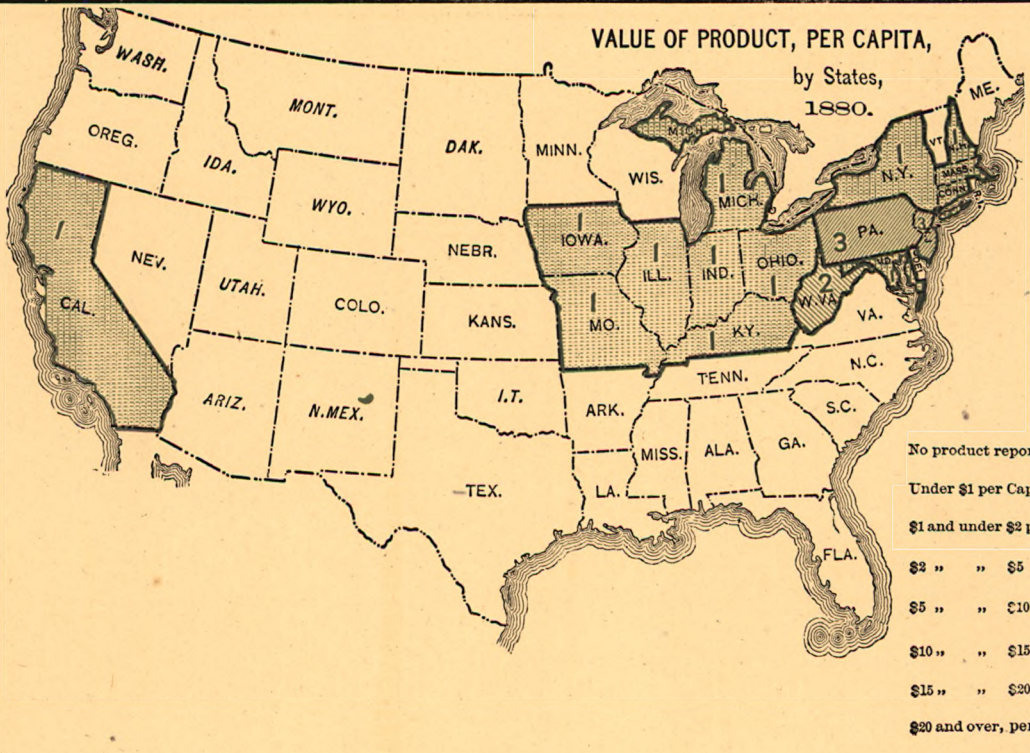 VALUE OF PRODUCT, PER CAPITA,
by States,
1880.
WASH.
OREG.
IDA.
MONT.
WYO.
DAK.
MINN.
WIS.
MICH.
MICH.
ME.
VT.
N.H.
MASS.
CONN.
N.Y.
PA.
OHIO.
IND.
ILL.
IOWA.
NEBR.
NEV.
UTAH.
COLO.
KANS.
MO.
KY.
W.VA.
VA.
CAL.
ARIZ.
N.MEX.
I.T.
ARK.
TENN.
N.C.
S.C.
GA.
ALA.
MISS.
LA.
TEX.
FLA.
1
1
1
1
1
1
1
1
1
1
2
3
3
No product repor
Under $1 per Cap
$1 and under $2 p
$2 „ „ $5
$5 „ „ $10
$10 „ „ $15
$15 „ „ $20
$20 and over, per